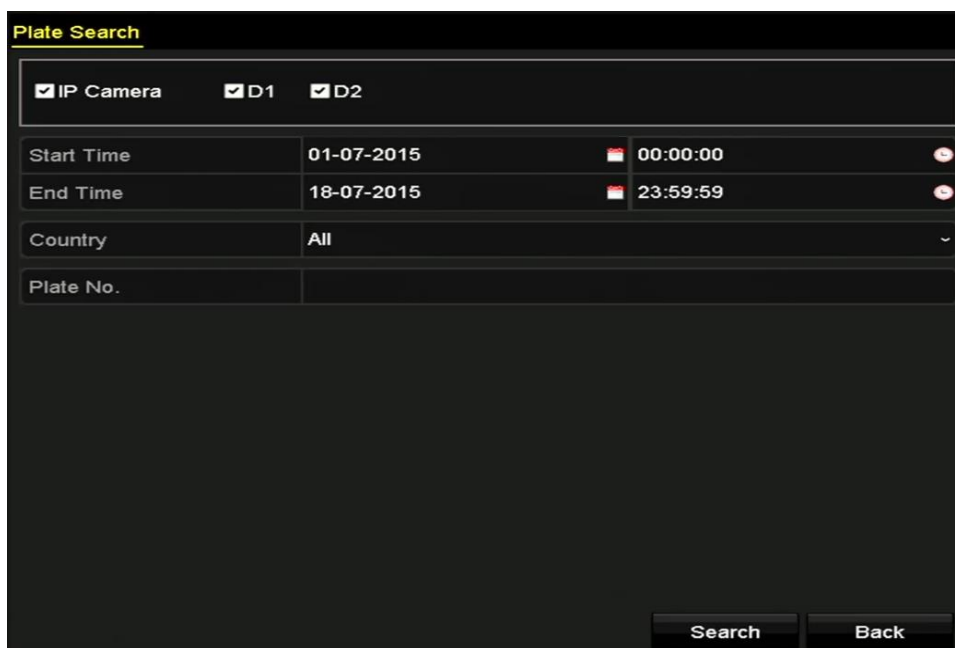 Plate Search
IP Camera D1 D2
Start Time 01-07-2015 00:00:00
End Time 18-07-2015 23:59:59
Country All
Plate No.
Search Back